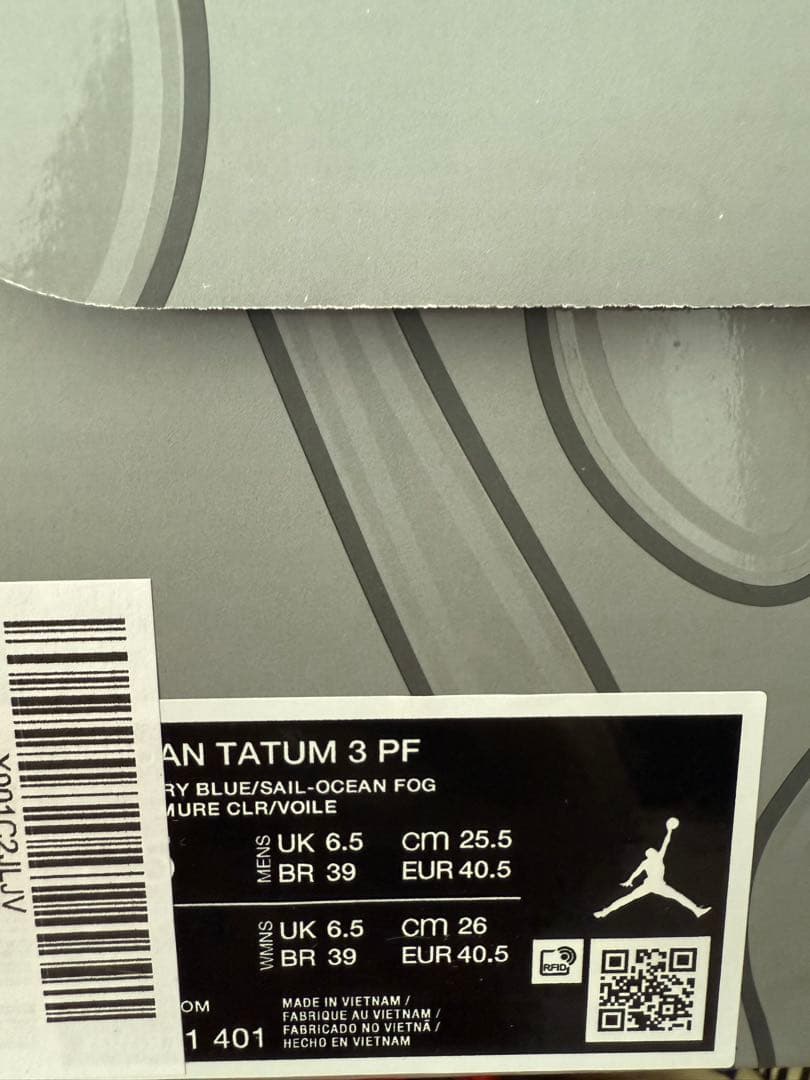 AN TATUM 3 PF
RY BLUE/SAIL-OCEAN FOG
MURE CLR/VOILE
MENS
UK 6.5 cm 25.5
BR 39 EUR 40.5
WMNS
UK 6.5 cm 26
BR 39 EUR 40.5
RFID
OM
1 401
MADE IN VIETNAM /
FABRIQUE AU VIETNAM /
FABRICADO NO VIETNÃ /
HECHO EN VIETNAM